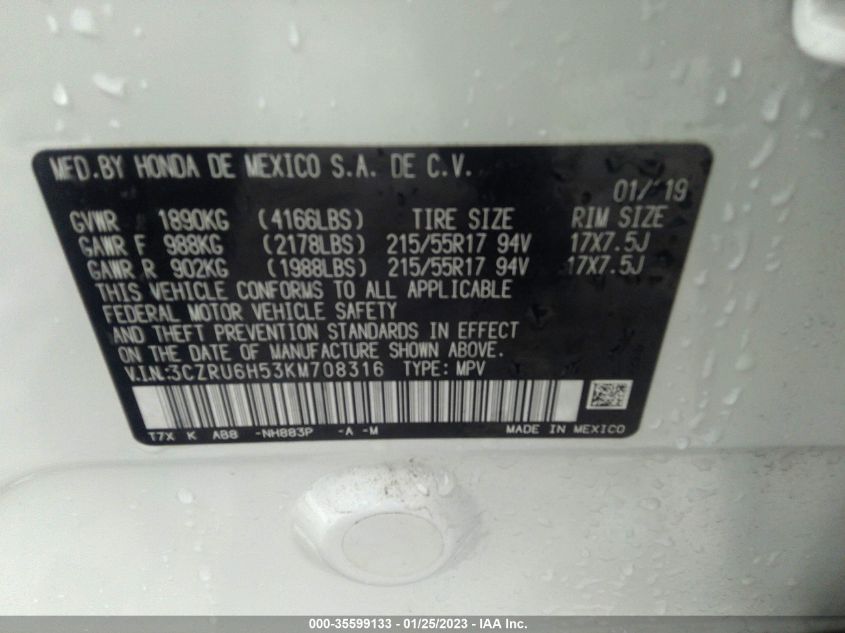 MFD.BY HONDA DE MEXICO S.A. DE C.V.
01/19
GVWR 1890KG (4166LBS) TIRE SIZE RIM SIZE
GAWR F 988KG (2178LBS) 215/55R17 94V 17X7.5J
GAWR R 902KG (1988LBS) 215/55R17 94V 17X7.5J
THIS VEHICLE CONFORMS TO ALL APPLICABLE
FEDERAL MOTOR VEHICLE SAFETY
AND THEFT PREVENTION STANDARDS IN EFFECT
ON THE DATE OF MANUFACTURE SHOWN ABOVE.
V.I.N.:3CZRU6H53KM708316 TYPE: MPV
T7X K AB8 -NH883P -A -M MADE IN MEXICO
000-35599133 - 01/25/2023 - IAA Inc.